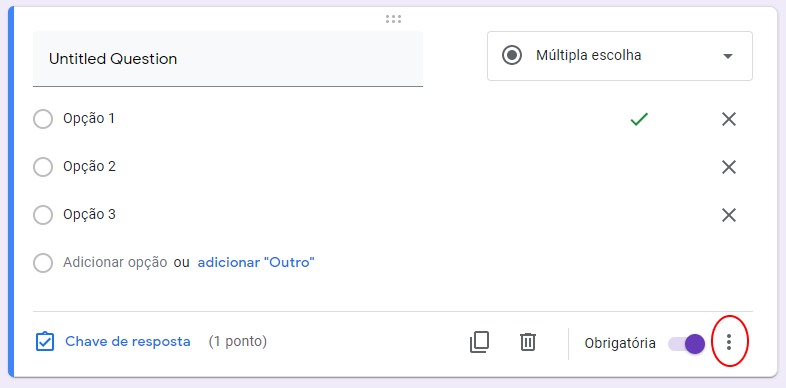 Untitled Question
Múltipla escolha
Opção 1
Opção 2
Opção 3
Adicionar opção ou adicionar "Outro"
Chave de resposta (1 ponto) Obrigatória